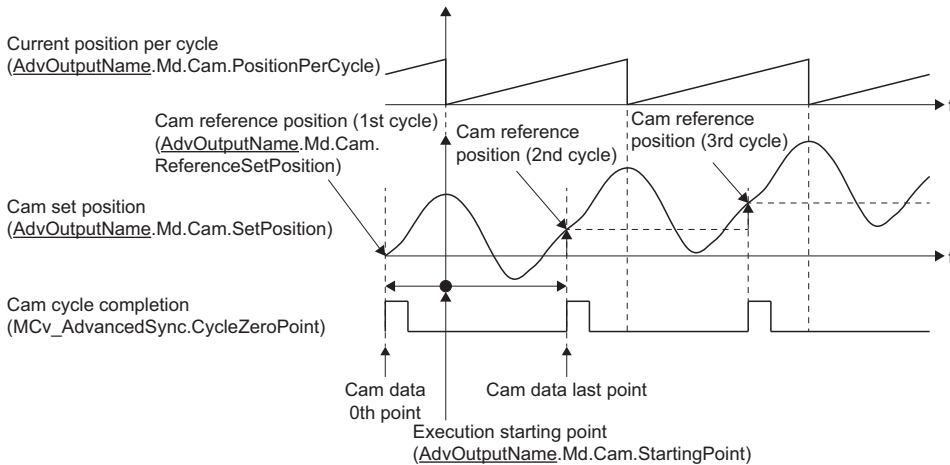 Current position per cycle
(AdvOutputName.Md.Cam.PositionPerCycle)
t
Cam reference position (1st cycle)
(AdvOutputName.Md.Cam.
ReferenceSetPosition)
Cam reference
position (2nd cycle)
Cam reference
position (3rd cycle)
Cam set position
(AdvOutputName.Md.Cam.SetPosition)
t
Cam cycle completion
(MCv_AdvancedSync.CycleZeroPoint)
Cam data
0th point
Cam data last point
Execution starting point
(AdvOutputName.Md.Cam.StartingPoint)